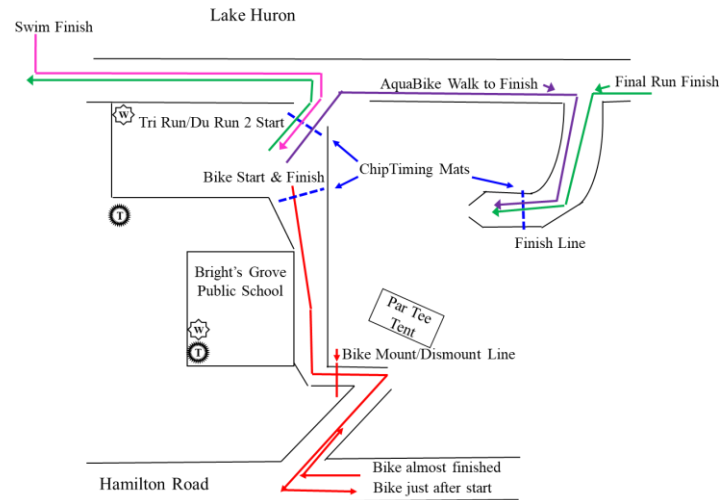 Lake Huron
Swim Finish
AquaBike Walk to Finish
Final Run Finish
W
Tri Run/Du Run 2 Start
ChipTiming Mats
Bike Start & Finish
T
Finish Line
Bright's Grove
Public School
Par Tee
Tent
W
T
Bike Mount/Dismount Line
Bike almost finished
Hamilton Road
Bike just after start